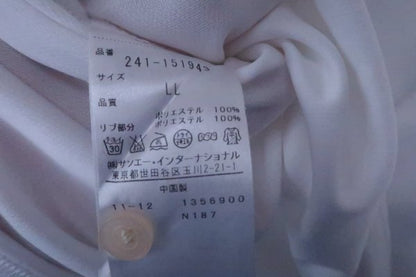 品番
241-151943
サイズ
LL
品質
ポリエステル 100%
リブ部分
ポリエステル 100%
30
㈱サンエー・インターナショナル
東京都世田谷区玉川2-21-1
中国製
11-12 1356900
N187